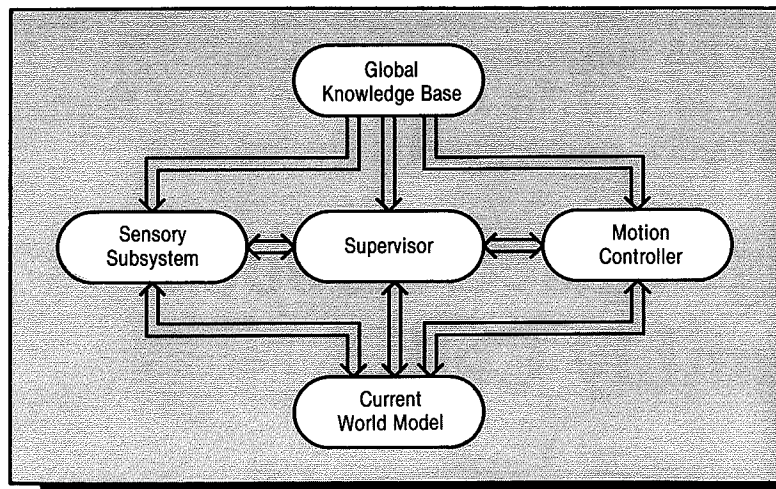 Global
Knowledge Base
Sensory
Subsystem
Supervisor
Motion
Controller
Current
World Model